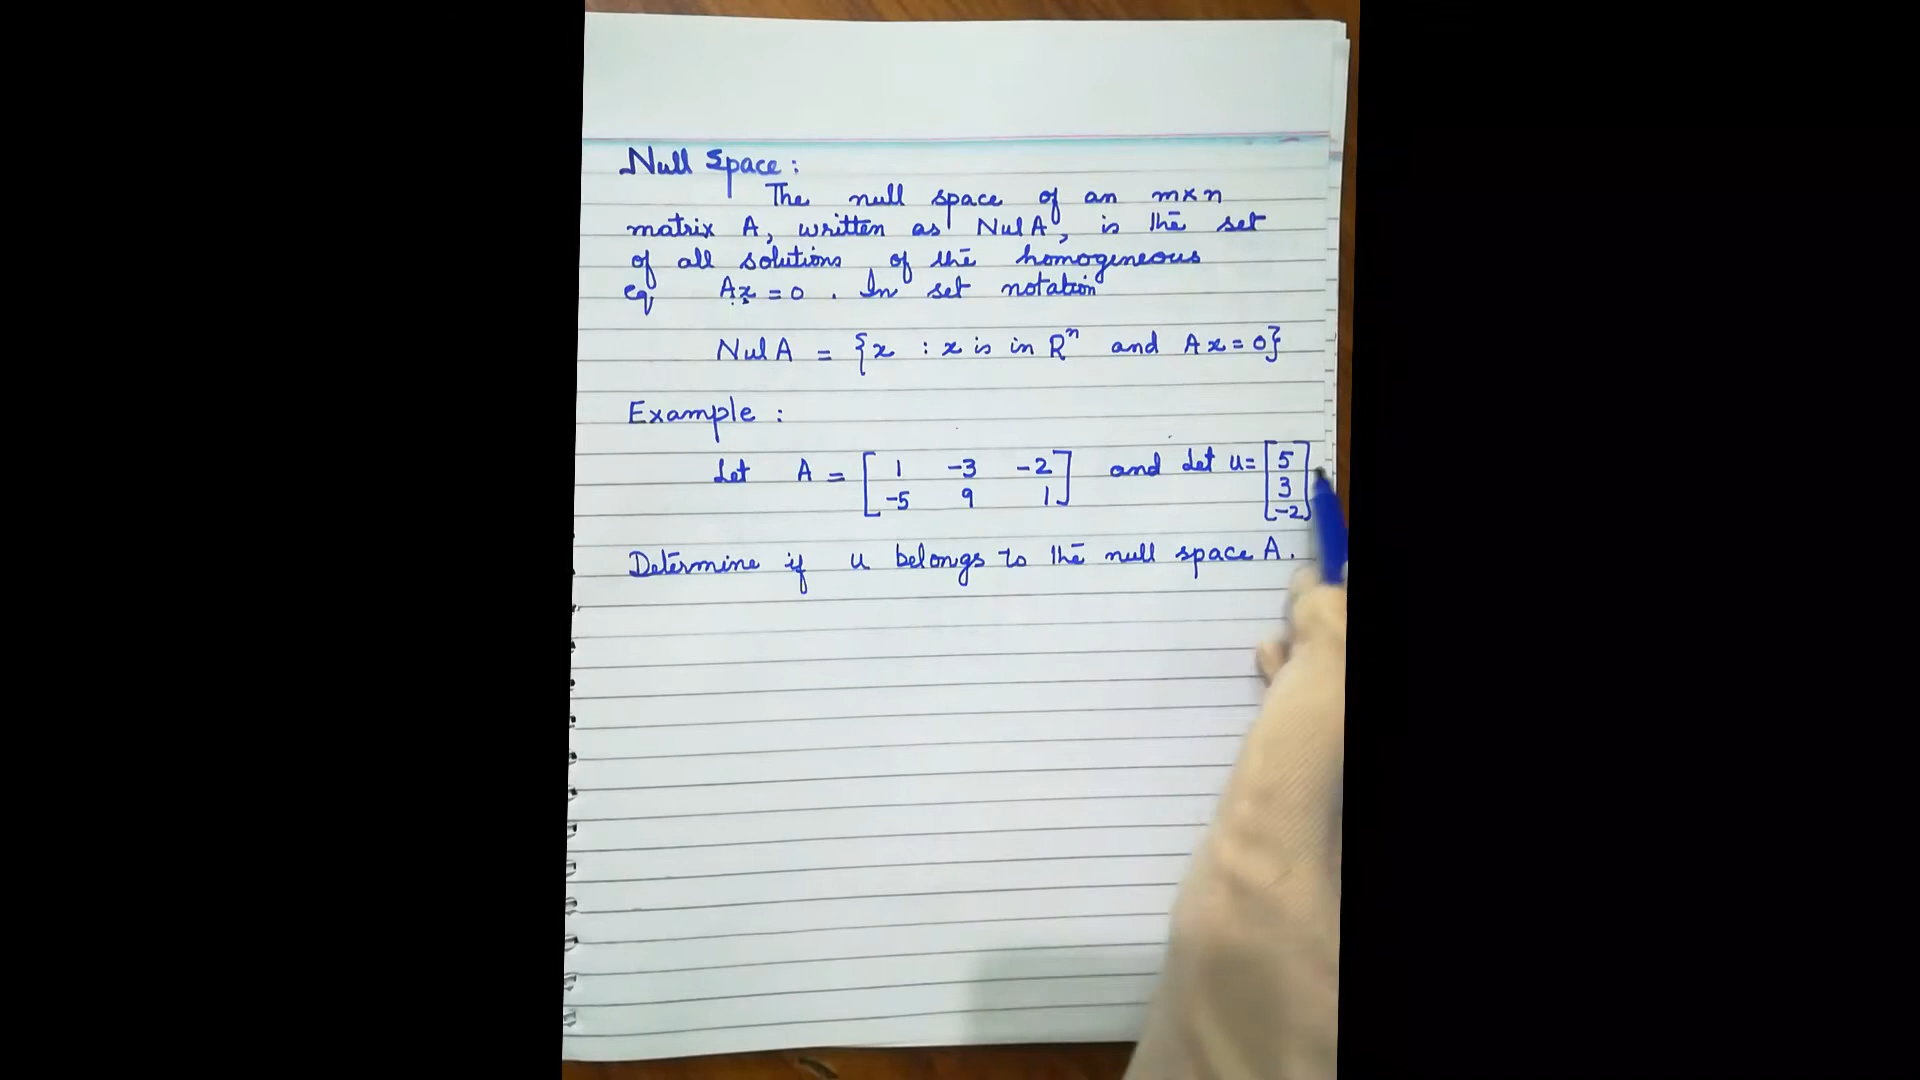 Null Space:
The null space of an m×n
matrix A, written as Nul A, is the set
of all solutions of the homogeneous
eq Ax = 0. In set notation
Nul A = {x : x is in Rⁿ and Ax = 0}
Example:
Let A = [1 -3 -2; -5 9 1] and let u = [5; 3; -2]
Determine if u belongs to the null space A.